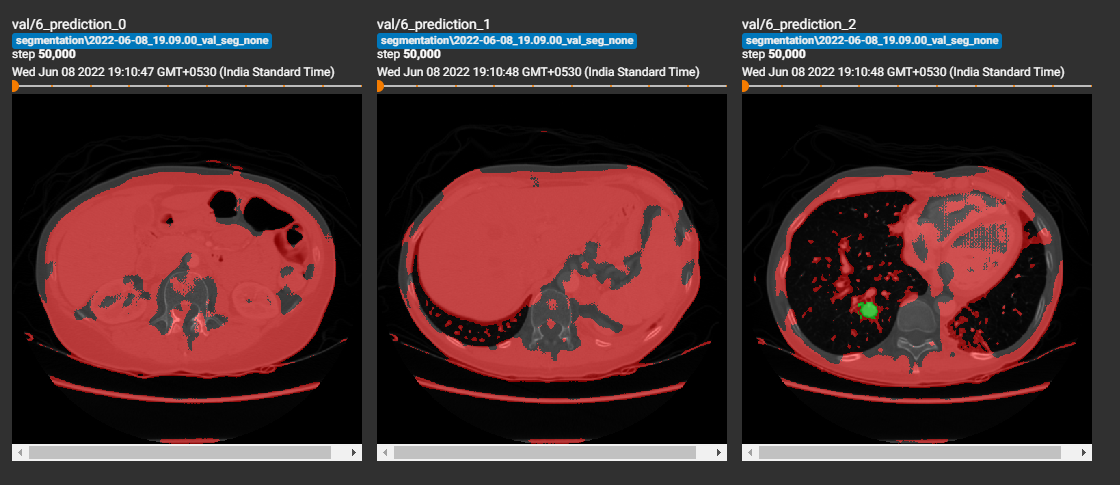 val/6_prediction_0
segmentation\2022-06-08_19.09.00_val_seg_none
step 50,000
Wed Jun 08 2022 19:10:47 GMT+0530 (India Standard Time)
val/6_prediction_1
segmentation\2022-06-08_19.09.00_val_seg_none
step 50,000
Wed Jun 08 2022 19:10:48 GMT+0530 (India Standard Time)
val/6_prediction_2
segmentation\2022-06-08_19.09.00_val_seg_none
step 50,000
Wed Jun 08 2022 19:10:48 GMT+0530 (India Standard Time)